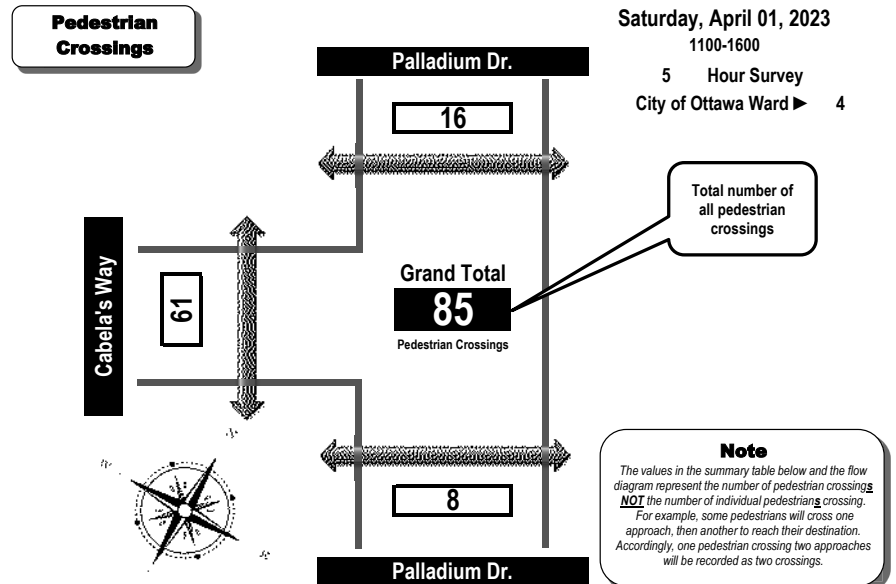 Pedestrian
Crossings
Saturday, April 01, 2023
1100-1600
5 Hour Survey
City of Ottawa Ward ► 4
Palladium Dr.
16
Total number of
all pedestrian
crossings
Cabela's Way
61
Grand Total
85
Pedestrian Crossings
8
Palladium Dr.
Note
The values in the summary table below and the flow
diagram represent the number of pedestrian crossings
NOT the number of individual pedestrians crossing.
For example, some pedestrians will cross one
approach, then another to reach their destination.
Accordingly, one pedestrian crossing two approaches
will be recorded as two crossings.